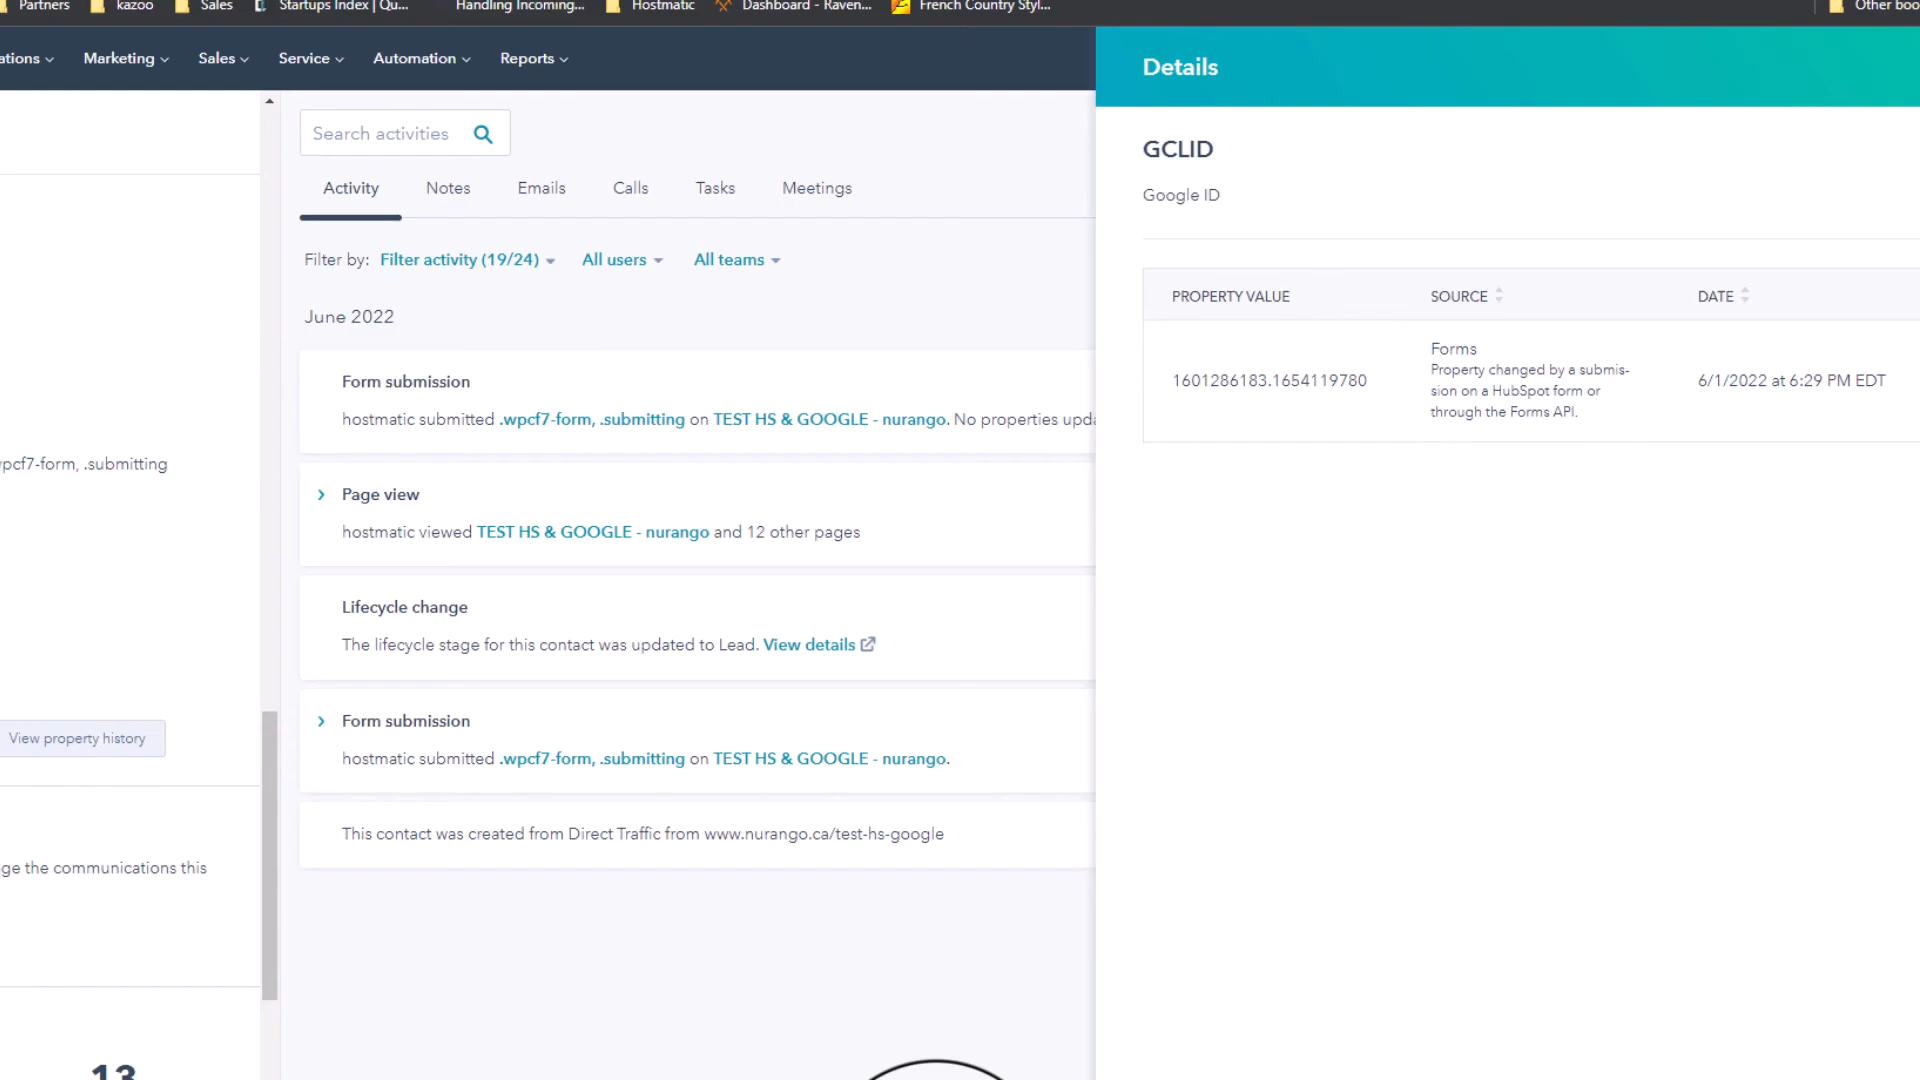 Partners kazoo Sales Startups Index | Qu... Handling Incoming... Hostmatic Dashboard - Raven... French Country Styl... Other boo
ations Marketing Sales Service Automation Reports
Details
Search activities
GCLID
Activity Notes Emails Calls Tasks Meetings
Google ID
Filter by: Filter activity (19/24) All users All teams
PROPERTY VALUE SOURCE DATE
June 2022
Forms
Property changed by a submis-
sion on a HubSpot form or
through the Forms API.
1601286183.1654119780
6/1/2022 at 6:29 PM EDT
Form submission
hostmatic submitted .wpcf7-form, .submitting on TEST HS & GOOGLE - nurango. No properties upda
pcf7-form, .submitting
Page view
hostmatic viewed TEST HS & GOOGLE - nurango and 12 other pages
Lifecycle change
The lifecycle stage for this contact was updated to Lead. View details
View property history
Form submission
hostmatic submitted .wpcf7-form, .submitting on TEST HS & GOOGLE - nurango.
This contact was created from Direct Traffic from www.nurango.ca/test-hs-google
ge the communications this
13